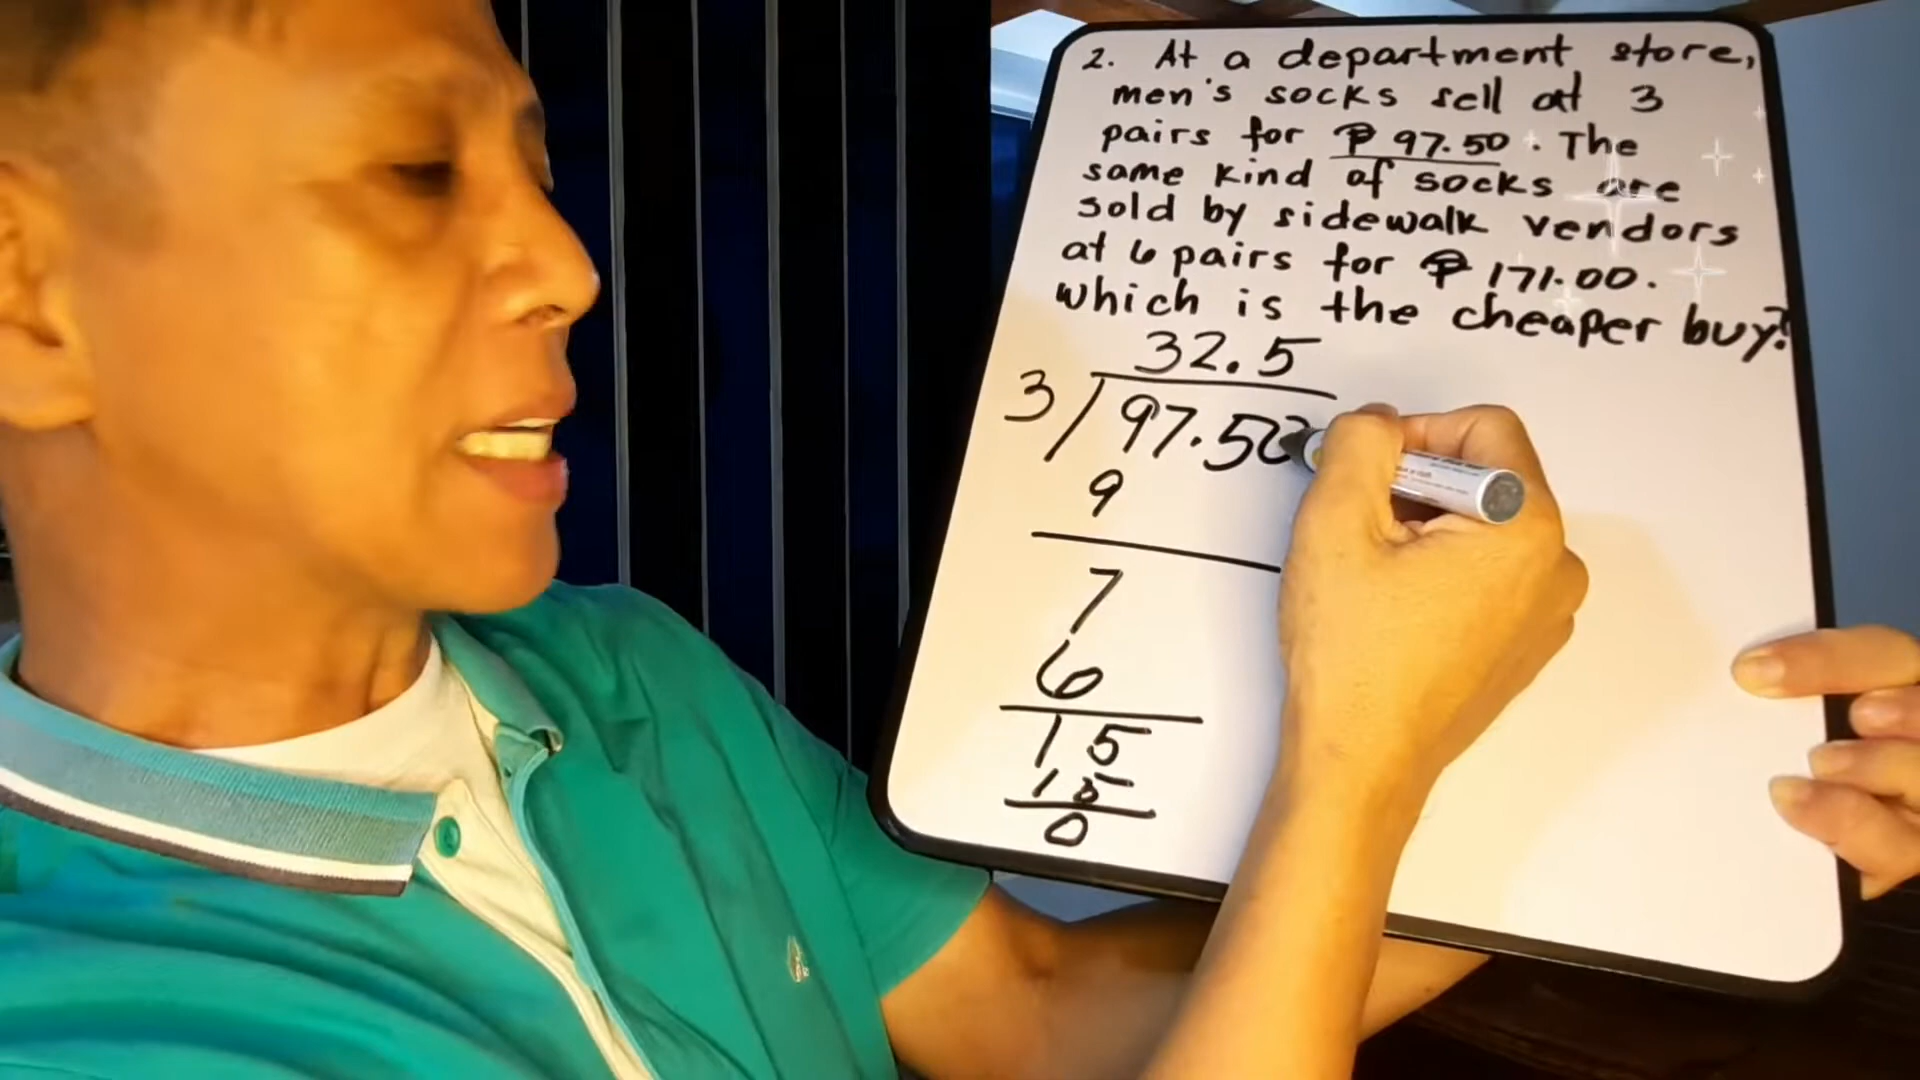 2. At a department store,
men's socks sell at 3
pairs for ₱ 97.50. The
same kind of socks are
sold by sidewalk vendors
at 6 pairs for ₱ 171.00.
which is the cheaper buy?
32.5
3 97.50
9
7
6
15
15
0